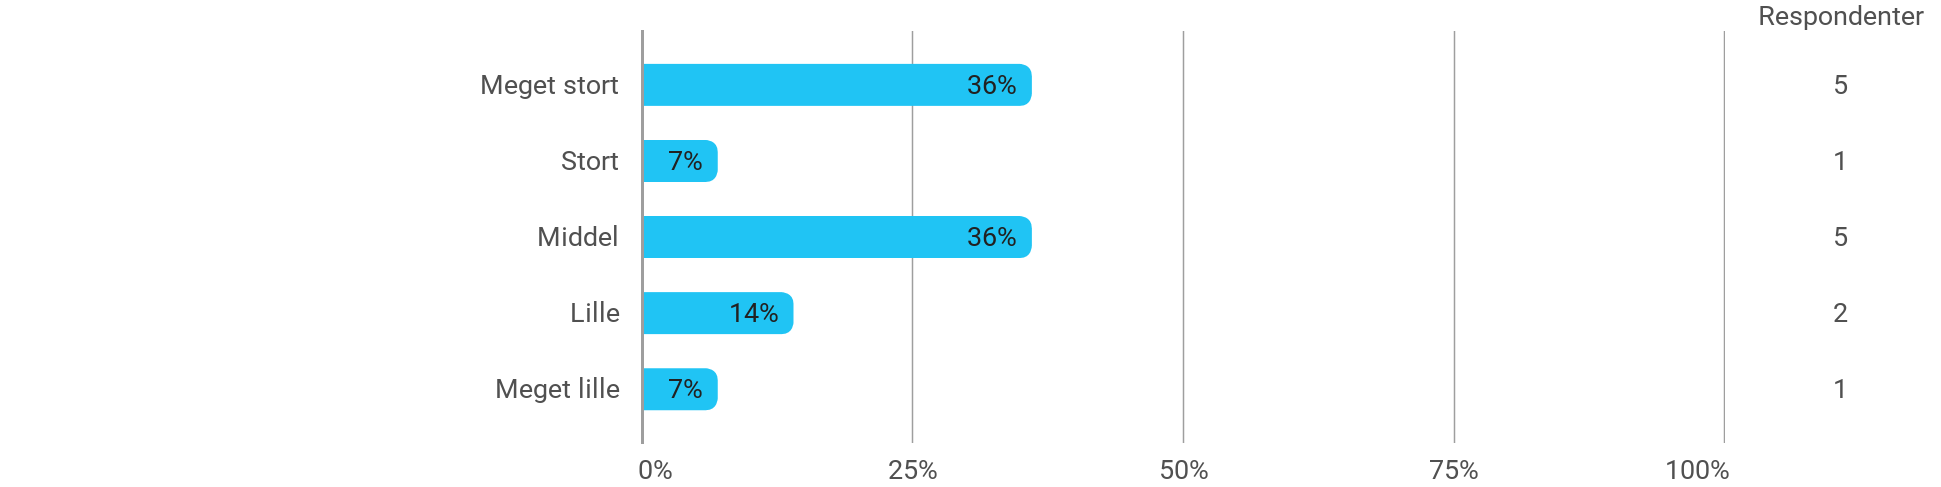 Respondenter
Meget stort 36% 5
Stort 7% 1
Middel 36% 5
Lille 14% 2
Meget lille 7% 1
0% 25% 50% 75% 100%